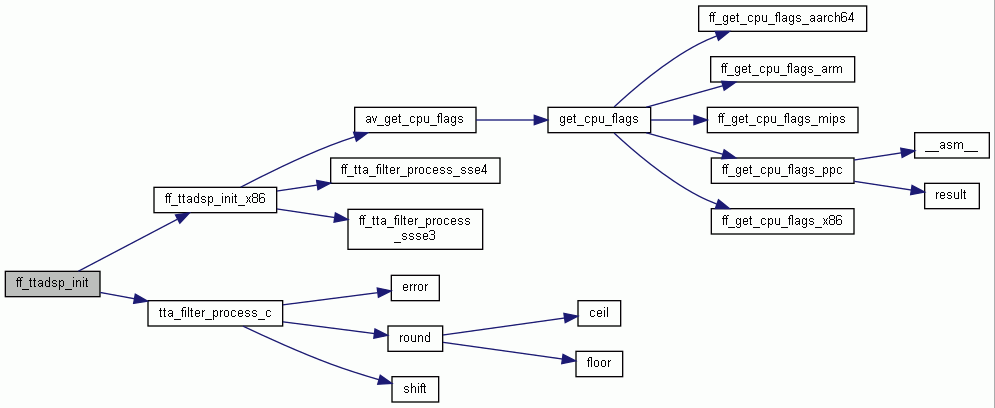 ff_get_cpu_flags_aarch64
ff_get_cpu_flags_arm
av_get_cpu_flags
get_cpu_flags
ff_get_cpu_flags_mips
__asm__
ff_tta_filter_process_sse4
ff_get_cpu_flags_ppc
ff_ttadsp_init_x86
result
ff_tta_filter_process
_ssse3
ff_get_cpu_flags_x86
ff_ttadsp_init
error
tta_filter_process_c
ceil
round
floor
shift